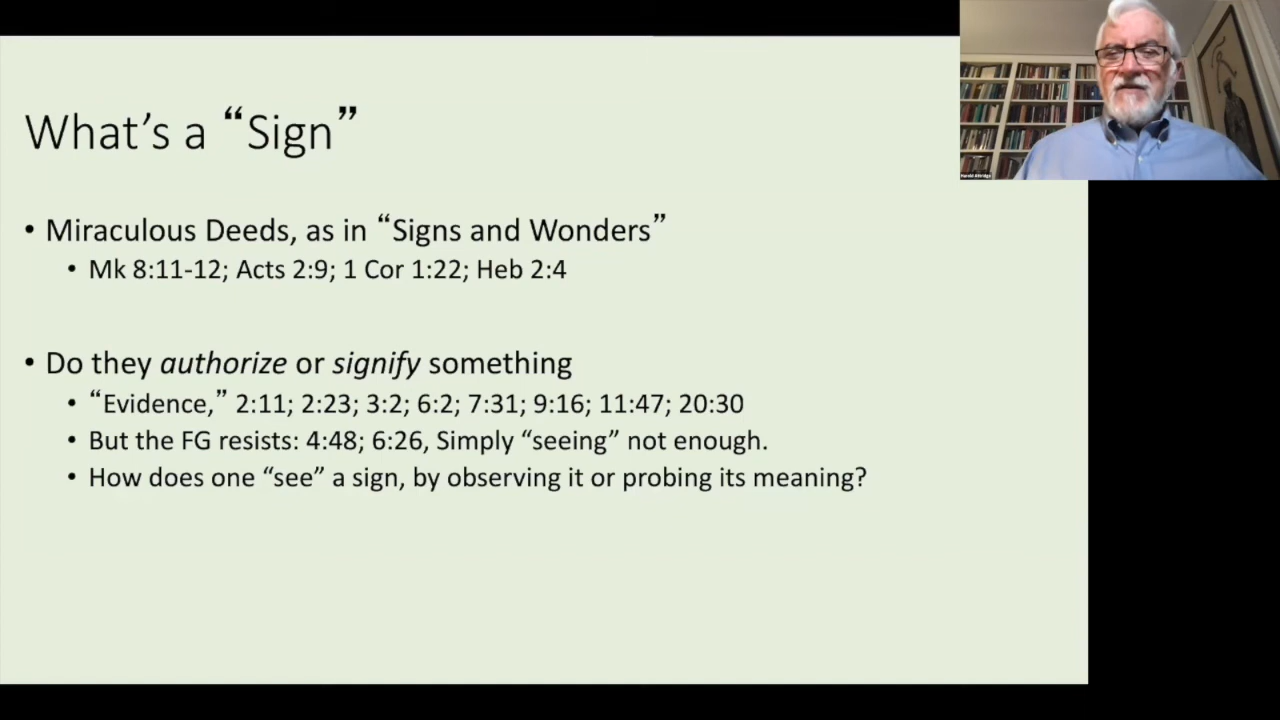 What's a “Sign”
• Miraculous Deeds, as in “Signs and Wonders”
• Mk 8:11-12; Acts 2:9; 1 Cor 1:22; Heb 2:4
• Do they authorize or signify something
• “Evidence,” 2:11; 2:23; 3:2; 6:2; 7:31; 9:16; 11:47; 20:30
• But the FG resists: 4:48; 6:26, Simply “seeing” not enough.
• How does one “see” a sign, by observing it or probing its meaning?
Harold Attridge